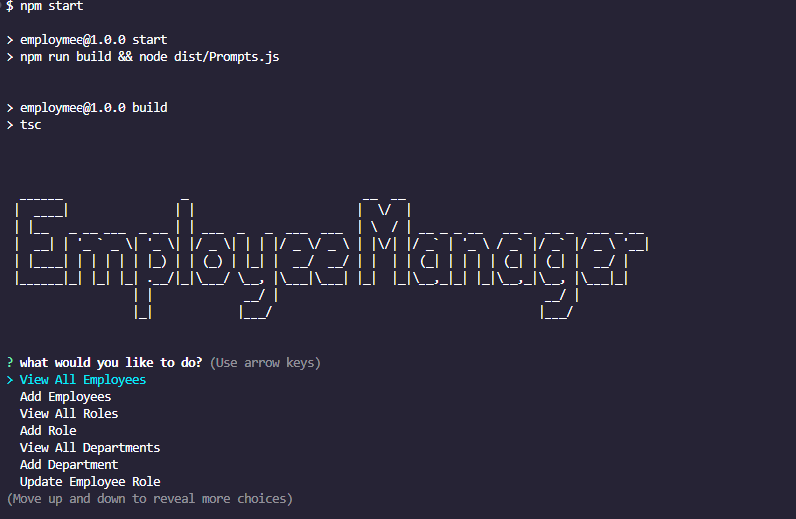 $ npm start
> employmee@1.0.0 start
> npm run build && node dist/Prompts.js
> employmee@1.0.0 build
> tsc
EmployeeManager
? what would you like to do? (Use arrow keys)
> View All Employees
Add Employees
View All Roles
Add Role
View All Departments
Add Department
Update Employee Role
(Move up and down to reveal more choices)